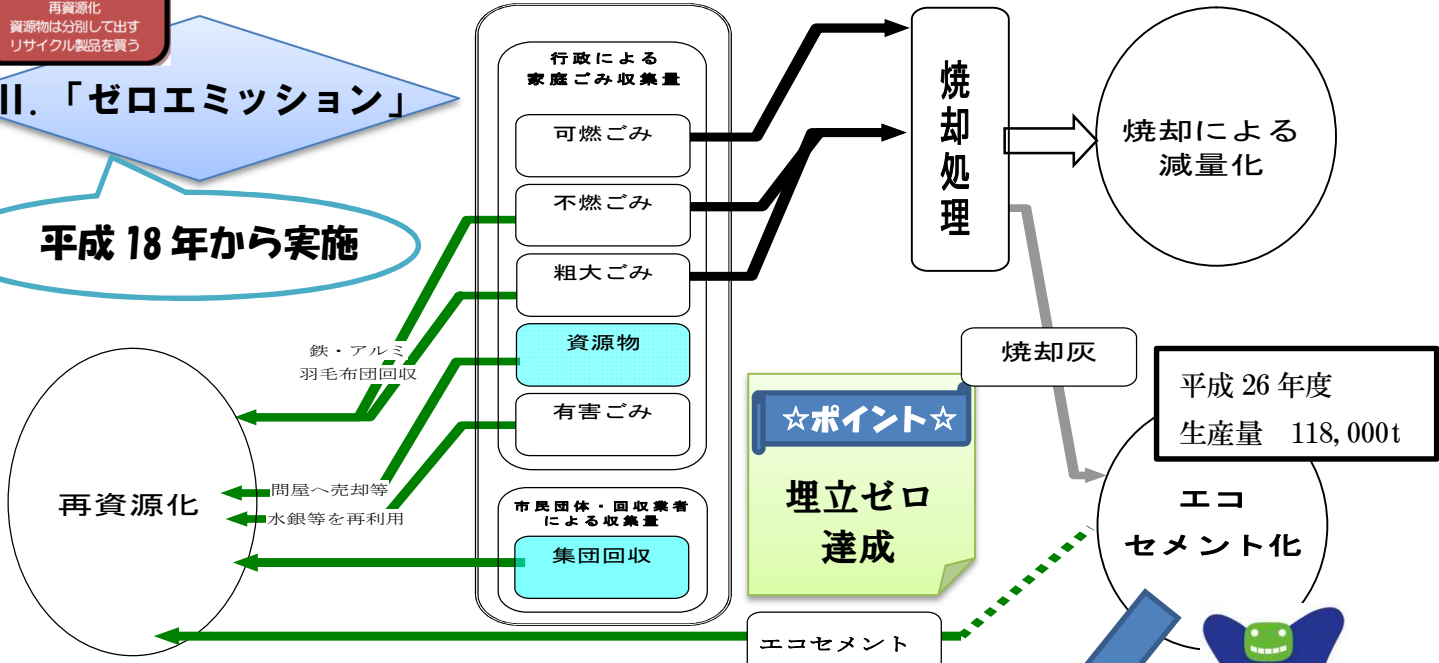 再資源化
資源物は分別して出す
リサイクル製品を買う
II. 「ゼロエミッション」
平成 18 年から実施
行政による
家庭ごみ収集量
可燃ごみ
不燃ごみ
粗大ごみ
資源物
有害ごみ
市民団体・回収業者
による収集量
集団回収
鉄・アルミ
羽毛布団回収
問屋へ売却等
水銀等を再利用
再資源化
焼却処理
焼却による
減量化
焼却灰
☆ポイント☆
埋立ゼロ
達成
平成 26 年度
生産量 118,000t
エコ
セメント化
エコセメント